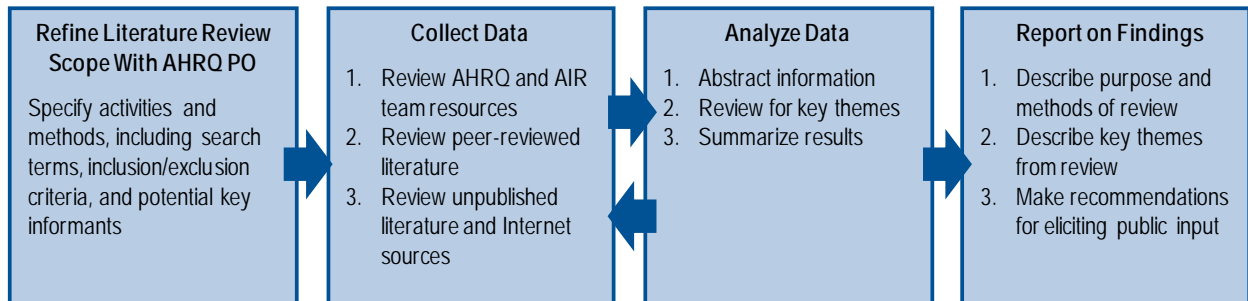 Refine Literature Review
Scope With AHRQ PO
Specify activities and
methods, including search
terms, inclusion/exclusion
criteria, and potential key
informants
Collect Data
1. Review AHRQ and AIR
team resources
2. Review peer-reviewed
literature
3. Review unpublished
literature and Internet
sources
Analyze Data
1. Abstract information
2. Review for key themes
3. Summarize results
Report on Findings
1. Describe purpose and
methods of review
2. Describe key themes
from review
3. Make recommendations
for eliciting public input